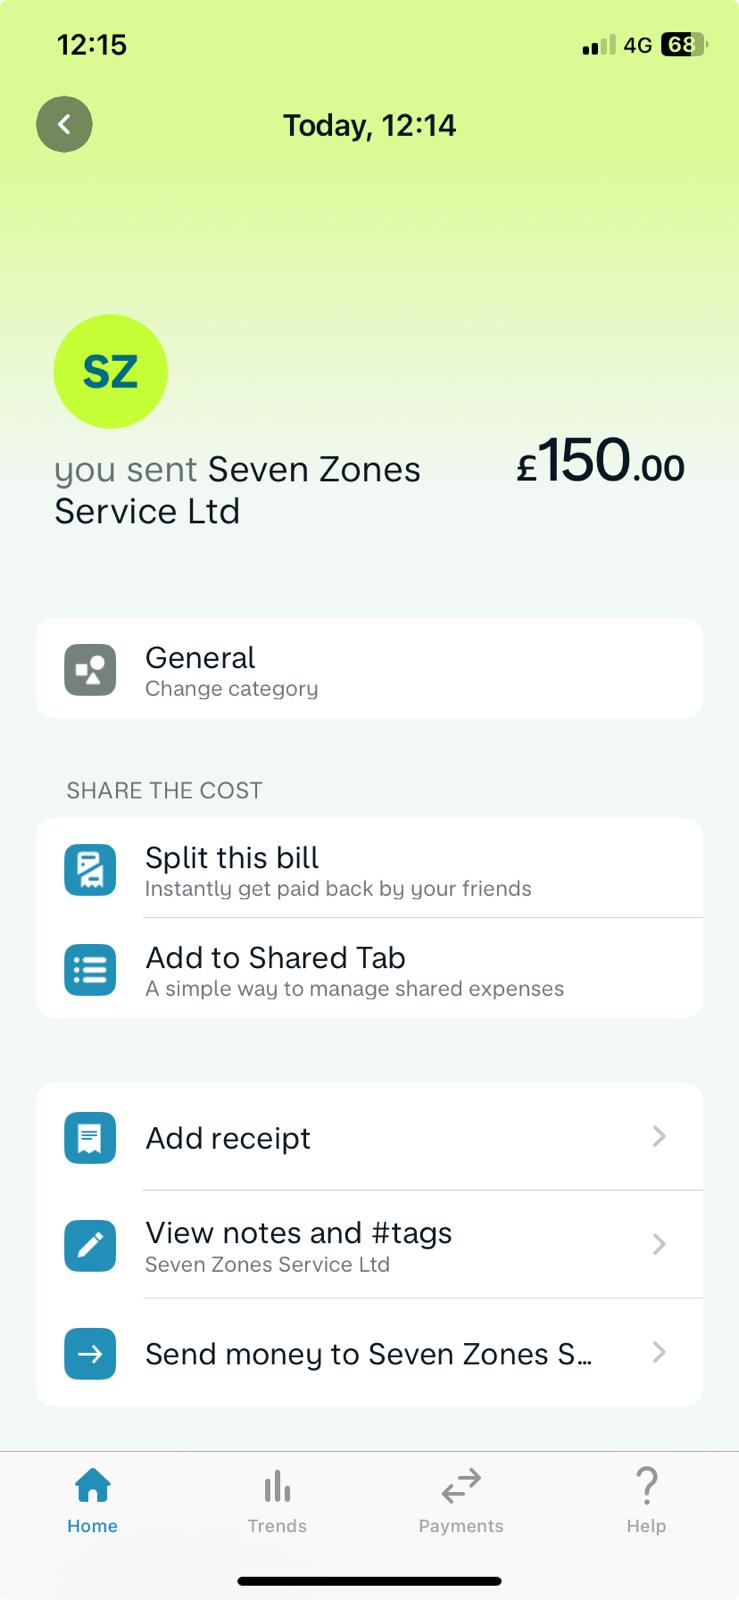 12:15
4G 68
Today, 12:14
SZ
you sent Seven Zones
Service Ltd
£150.00
General
Change category
SHARE THE COST
Split this bill
Instantly get paid back by your friends
Add to Shared Tab
A simple way to manage shared expenses
Add receipt
View notes and #tags
Seven Zones Service Ltd
Send money to Seven Zones S...
Home
Trends
Payments
Help